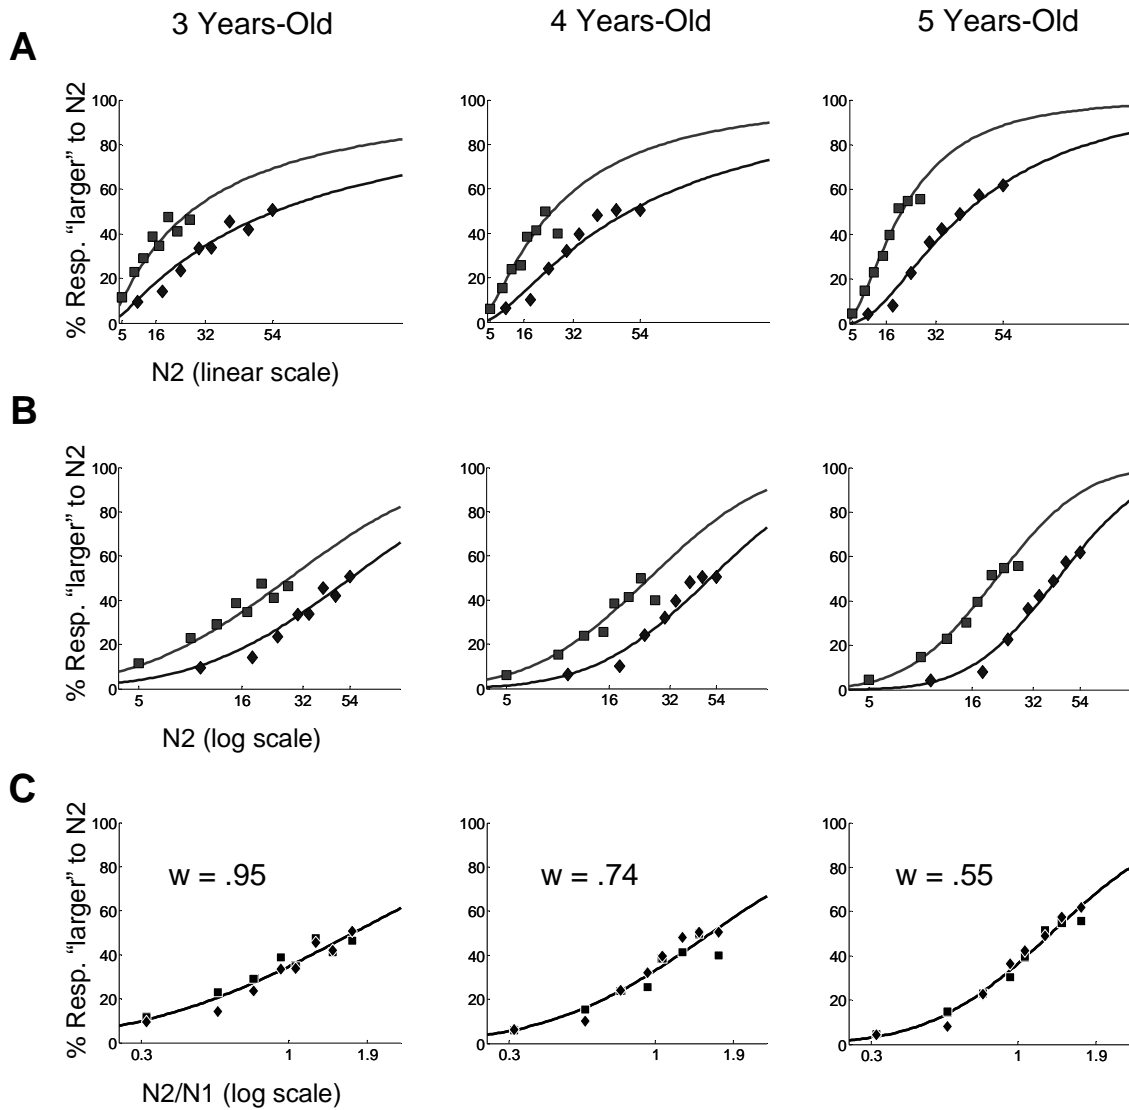 3 Years-Old 4 Years-Old 5 Years-Old
A
% Resp. “larger” to N2
100 100 100
80 80 80
60 60 60
40 40 40
20 20 20
0 0 0
5 16 32 54 5 16 32 54 5 16 32 54
N2 (linear scale)
B
% Resp. “larger” to N2
100 100 100
80 80 80
60 60 60
40 40 40
20 20 20
0 0 0
5 16 32 54 5 16 32 54 5 16 32 54
N2 (log scale)
C
% Resp. “larger” to N2
100 100 100
80 80 80
w = .95 w = .74 w = .55
60 60 60
40 40 40
20 20 20
0 0 0
0.3 1 1.9 0.3 1 1.9 0.3 1 1.9
N2/N1 (log scale)